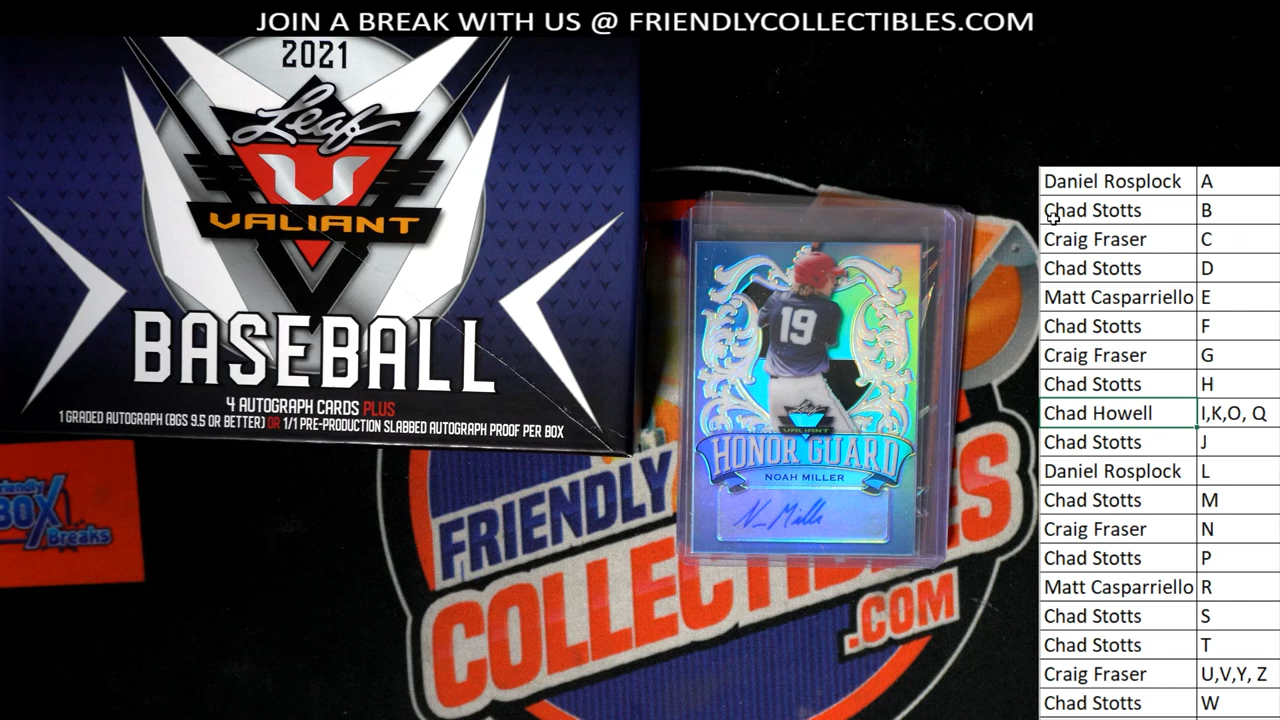 JOIN A BREAK WITH US @ FRIENDLYCOLLECTIBLES.COM
2021
Leaf
VALIANT
BASEBALL
4 AUTOGRAPH CARDS PLUS
1 GRADED AUTOGRAPH (BGS 9.5 OR BETTER) OR 1/1 PRE-PRODUCTION SLABBED AUTOGRAPH PROOF PER BOX
19
Leaf
VALIANT
HONOR GUARD
NOAH MILLER
FRIENDLY
COLLECTIBLES
.COM
BOX
Breaks
Daniel Rosplock A
Chad Stotts B
Craig Fraser C
Chad Stotts D
Matt Casparriello E
Chad Stotts F
Craig Fraser G
Chad Stotts H
Chad Howell I,K,O, Q
Chad Stotts J
Daniel Rosplock L
Chad Stotts M
Craig Fraser N
Chad Stotts P
Matt Casparriello R
Chad Stotts S
Chad Stotts T
Craig Fraser U,V,Y, Z
Chad Stotts W